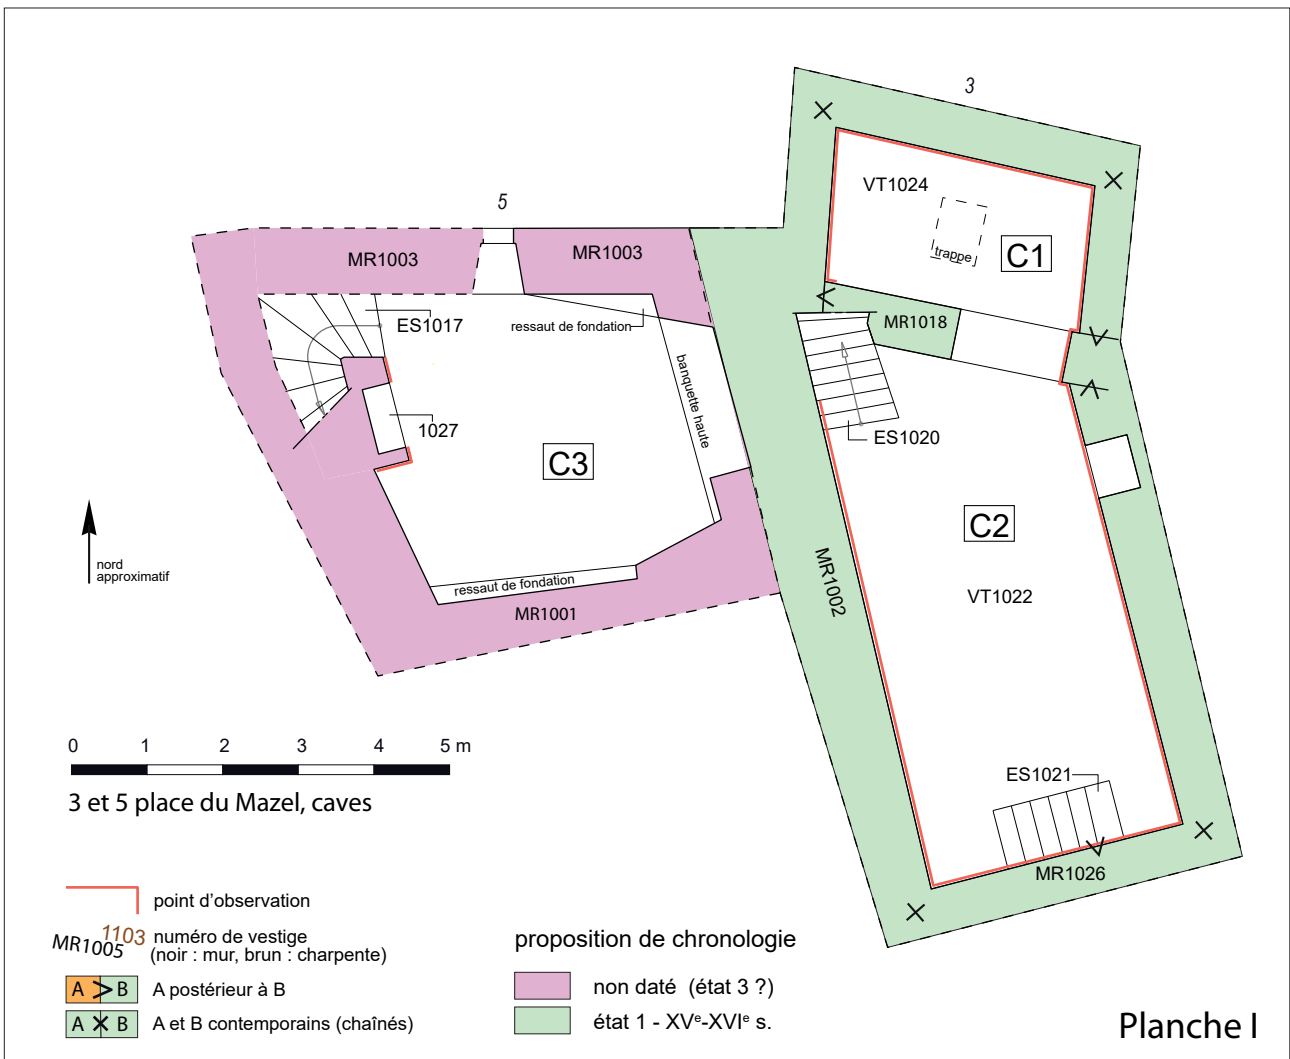 3
5
VT1024
MR1003
MR1003
trappe
C1
ES1017
ressaut de fondation
MR1018
banquette haute
1027
ES1020
C3
C2
nord
approximatif
MR1002
ressaut de fondation
VT1022
MR1001
0 1 2 3 4 5 m
3 et 5 place du Mazel, caves
ES1021
MR1026
point d'observation
MR1005 1103 numéro de vestige
(noir : mur, brun : charpente)
A > B A postérieur à B
A X B A et B contemporains (chaînés)
proposition de chronologie
non daté (état 3 ?)
état 1 - XVᵉ-XVIᵉ s.
Planche I